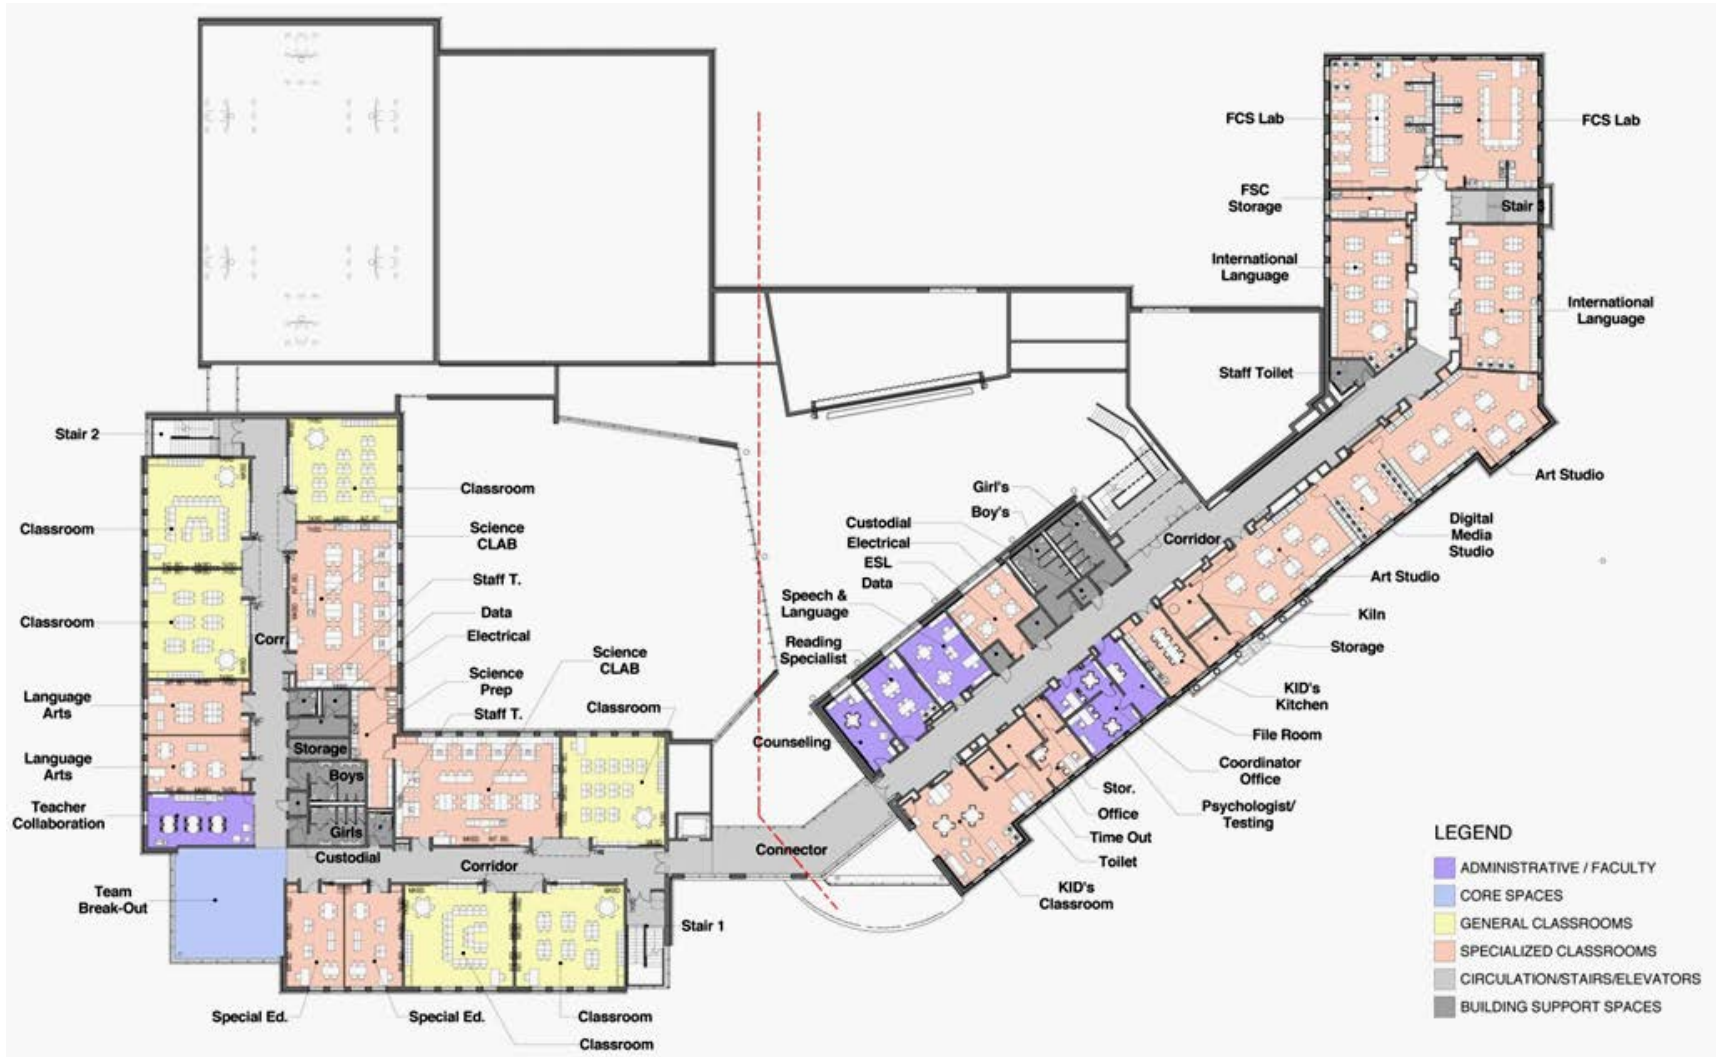 FCS Lab
FCS Lab
FSC
Storage
Stair 3
International
Language
International
Language
Staff Toilet
Art Studio
Digital
Media
Studio
Art Studio
Kiln
Storage
KID's
Kitchen
File Room
Coordinator
Office
Psychologist/
Testing
Stor.
Office
Time Out
Toilet
KID's
Classroom
Corridor
Girl's
Boy's
Custodial
Electrical
ESL
Data
Speech &
Language
Reading
Specialist
Counseling
Connector
Stair 2
Classroom
Classroom
Classroom
Science
CLAB
Staff T.
Data
Electrical
Science
Prep
Staff T.
Science
CLAB
Classroom
Corr.
Language
Arts
Language
Arts
Teacher
Collaboration
Storage
Boys
Girls
Custodial
Corridor
Team
Break-Out
Stair 1
Special Ed.
Special Ed.
Classroom
Classroom
LEGEND
ADMINISTRATIVE / FACULTY
CORE SPACES
GENERAL CLASSROOMS
SPECIALIZED CLASSROOMS
CIRCULATION/STAIRS/ELEVATORS
BUILDING SUPPORT SPACES